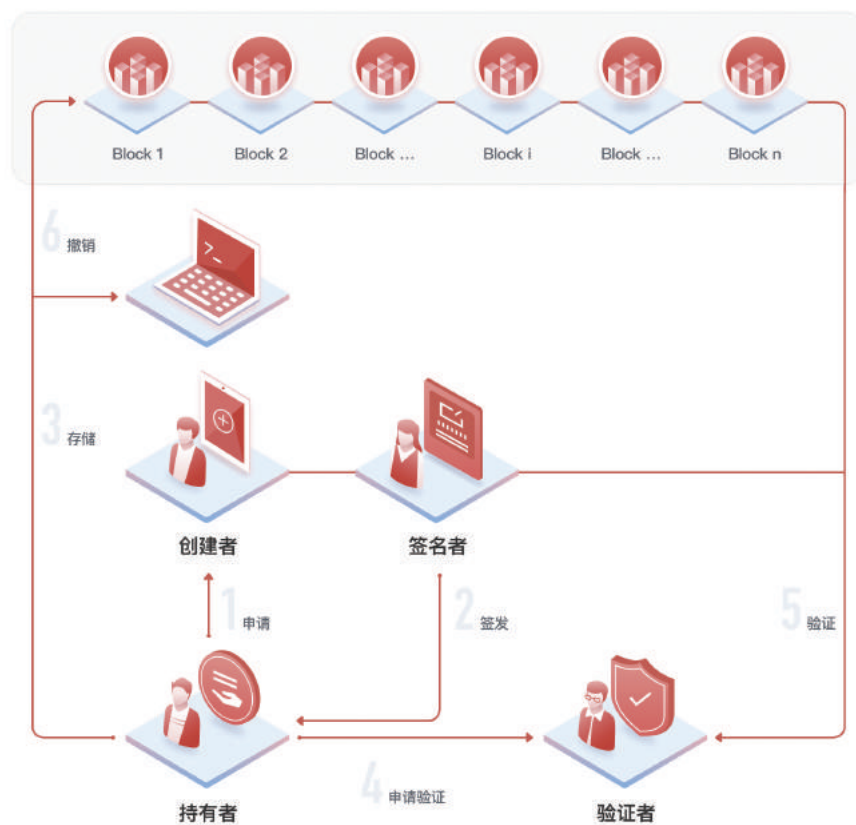 Block 1
Block 2
Block ...
Block i
Block ...
Block n
6 撤销
>_
3 存储
创建者
签名者
1 申请
2 签发
5 验证
4 申请验证
持有者
验证者